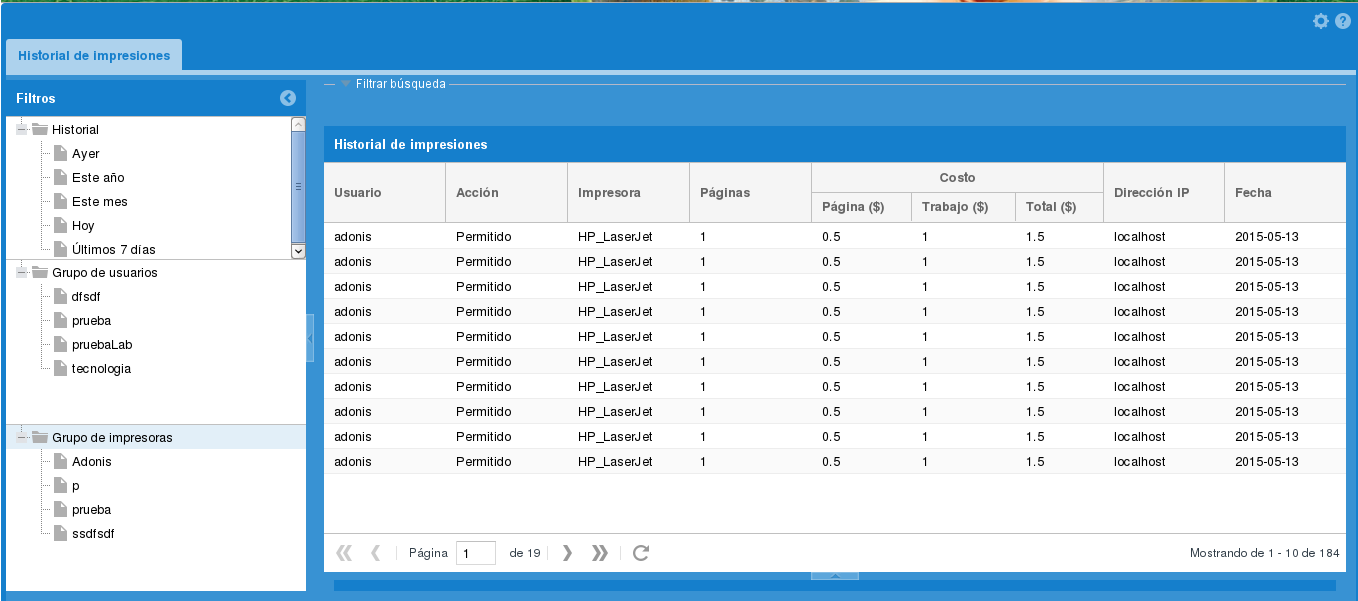 Historial de impresiones
Filtros
Historial
Ayer
Este año
Este mes
Hoy
Últimos 7 días
Grupo de usuarios
dfsdf
prueba
pruebaLab
tecnologia
Grupo de impresoras
Adonis
p
prueba
ssdfsdf
Filtrar búsqueda
Historial de impresiones
Usuario Acción Impresora Páginas Costo Dirección IP Fecha
Página ($) Trabajo ($) Total ($)
adonis Permitido HP_LaserJet 1 0.5 1 1.5 localhost 2015-05-13
adonis Permitido HP_LaserJet 1 0.5 1 1.5 localhost 2015-05-13
adonis Permitido HP_LaserJet 1 0.5 1 1.5 localhost 2015-05-13
adonis Permitido HP_LaserJet 1 0.5 1 1.5 localhost 2015-05-13
adonis Permitido HP_LaserJet 1 0.5 1 1.5 localhost 2015-05-13
adonis Permitido HP_LaserJet 1 0.5 1 1.5 localhost 2015-05-13
adonis Permitido HP_LaserJet 1 0.5 1 1.5 localhost 2015-05-13
adonis Permitido HP_LaserJet 1 0.5 1 1.5 localhost 2015-05-13
adonis Permitido HP_LaserJet 1 0.5 1 1.5 localhost 2015-05-13
adonis Permitido HP_LaserJet 1 0.5 1 1.5 localhost 2015-05-13
Página 1 de 19 Mostrando de 1 - 10 de 184